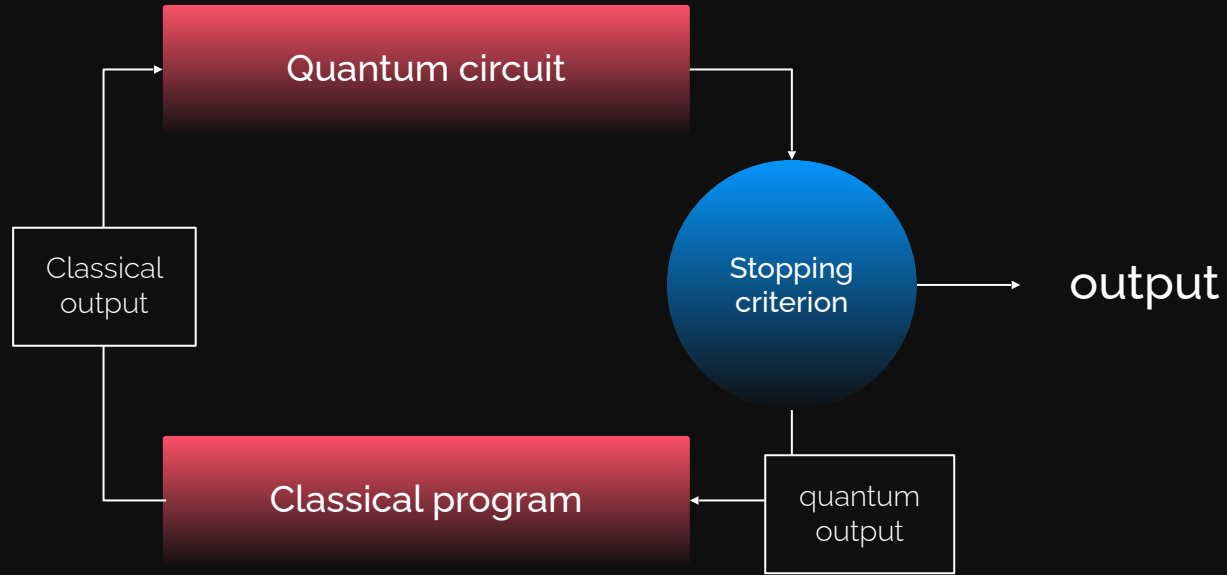 Quantum circuit
Classical
output
Stopping
criterion
output
Classical program
quantum
output